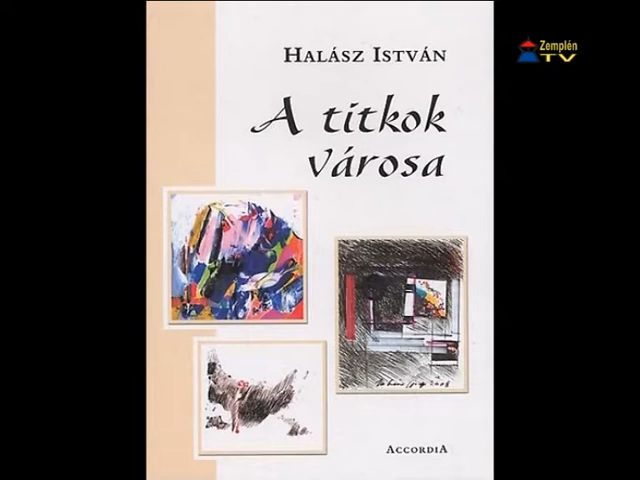 HALÁSZ ISTVÁN
A titkok
városa
ACCORDIA
Zemplén
TV